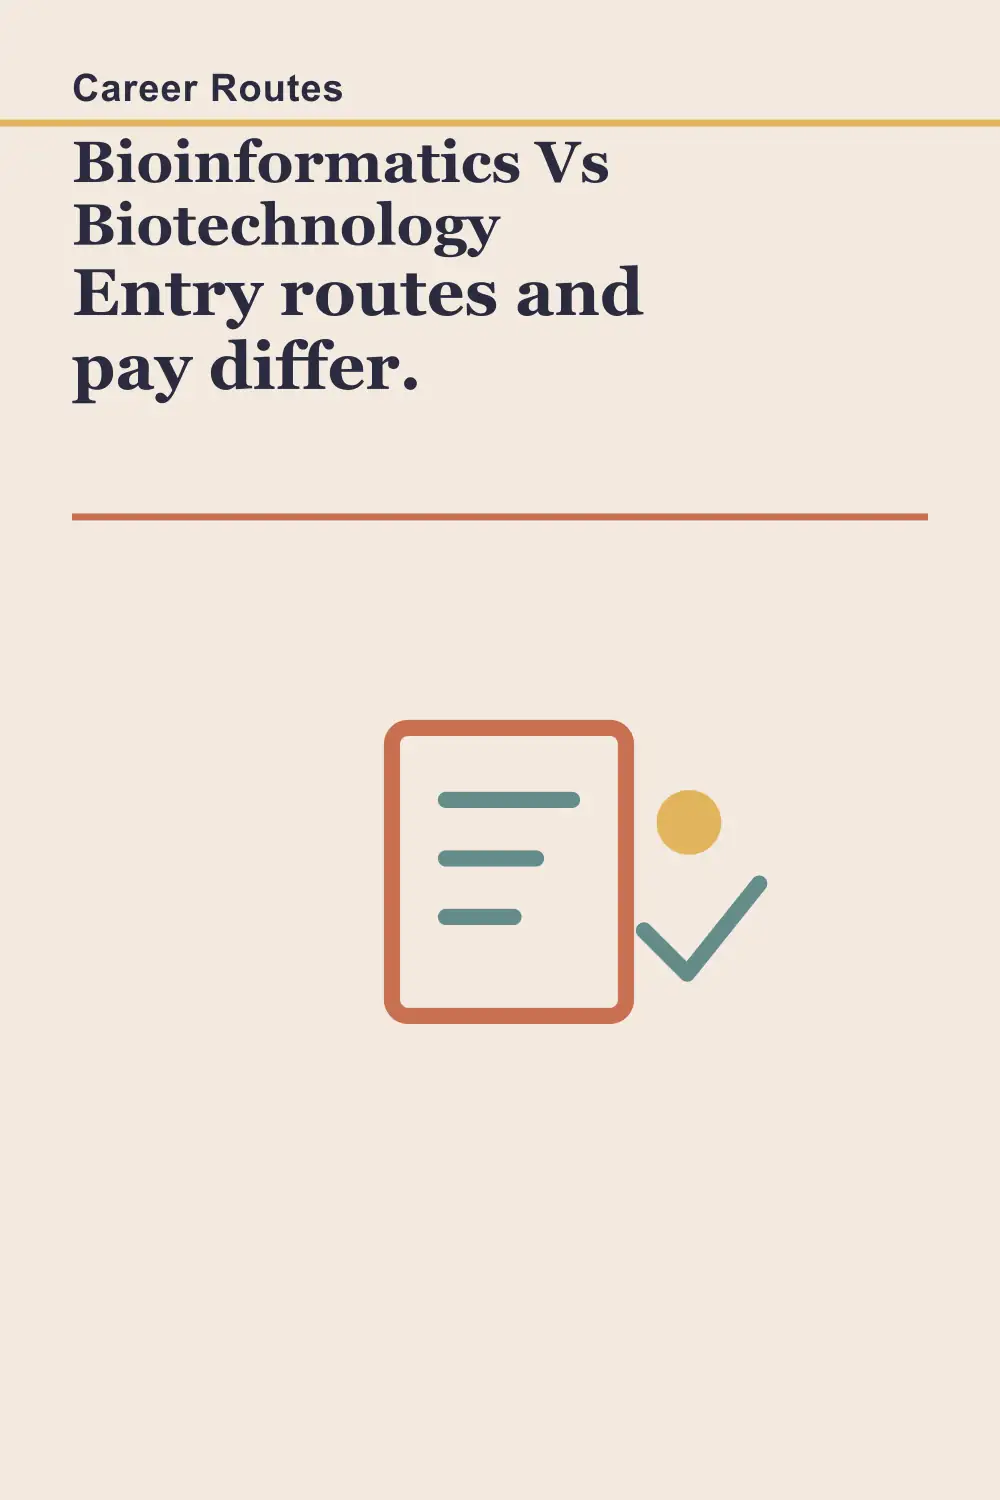 Career Routes
Bioinformatics Vs
Biotechnology
Entry routes and
pay differ.